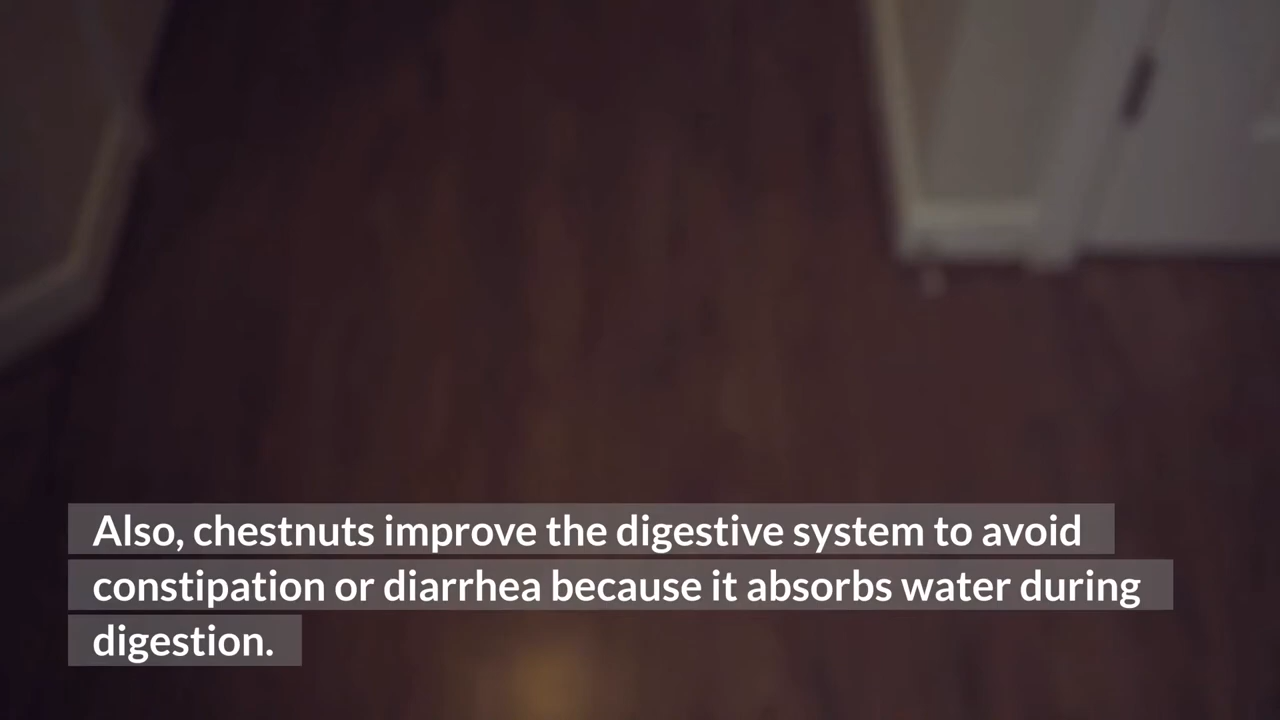 Also, chestnuts improve the digestive system to avoid
constipation or diarrhea because it absorbs water during
digestion.